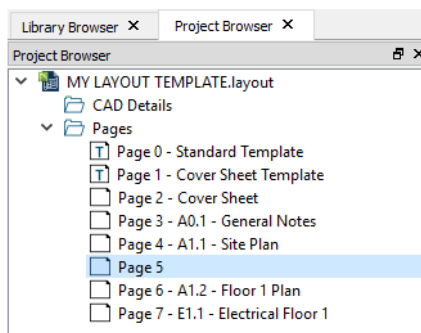 Library Browser Project Browser
Project Browser
MY LAYOUT TEMPLATE.layout
CAD Details
Pages
T Page 0 - Standard Template
T Page 1 - Cover Sheet Template
Page 2 - Cover Sheet
Page 3 - A0.1 - General Notes
Page 4 - A1.1 - Site Plan
Page 5
Page 6 - A1.2 - Floor 1 Plan
Page 7 - E1.1 - Electrical Floor 1